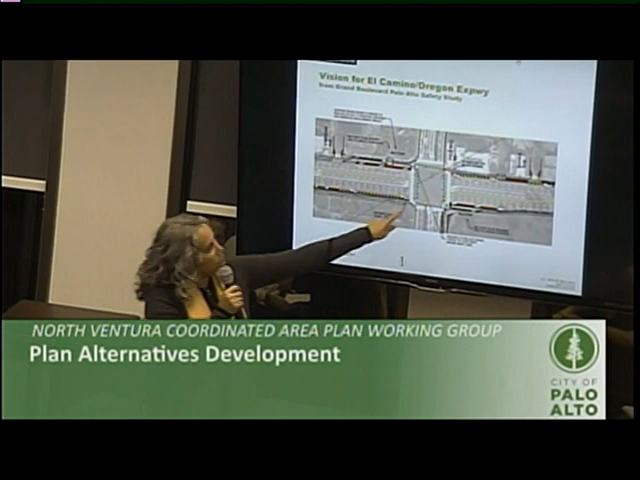 Vision for El Camino/Oregon Expwy
from Grand Boulevard Palo Alto Safety Study
NORTH VENTURA COORDINATED AREA PLAN WORKING GROUP
Plan Alternatives Development
CITY OF
PALO
ALTO